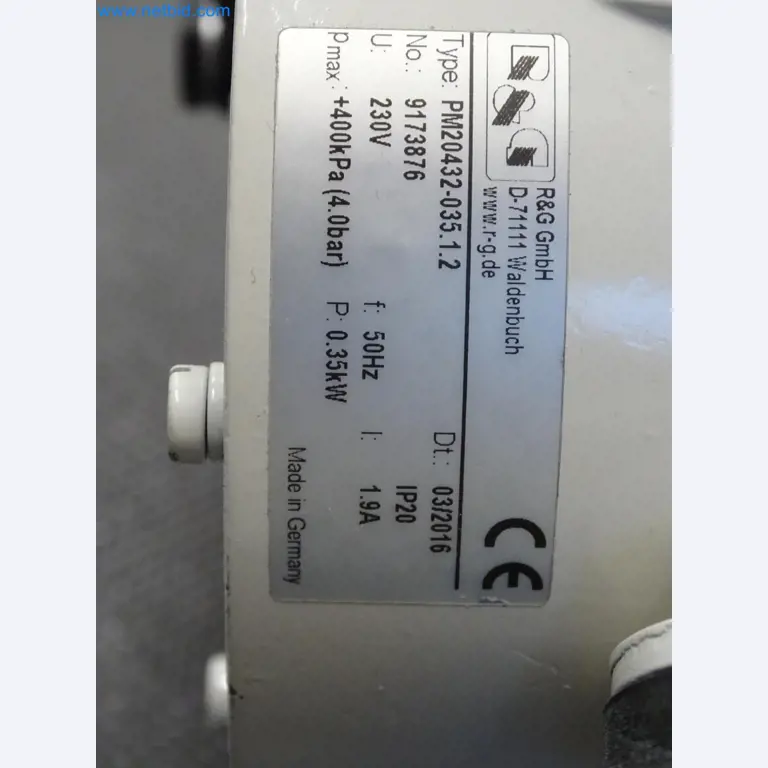 www.netbid.com
R&G
R&G GmbH
D-71111 Waldenbuch
www.r-g.de
Type: PM20432-035.1.2 Dt.: 03/2016
No.: 9173876 IP20
U: 230V f: 50Hz I: 1.9A
pmax: +400kPa (4.0bar) P: 0.35kW
Made in Germany
CE